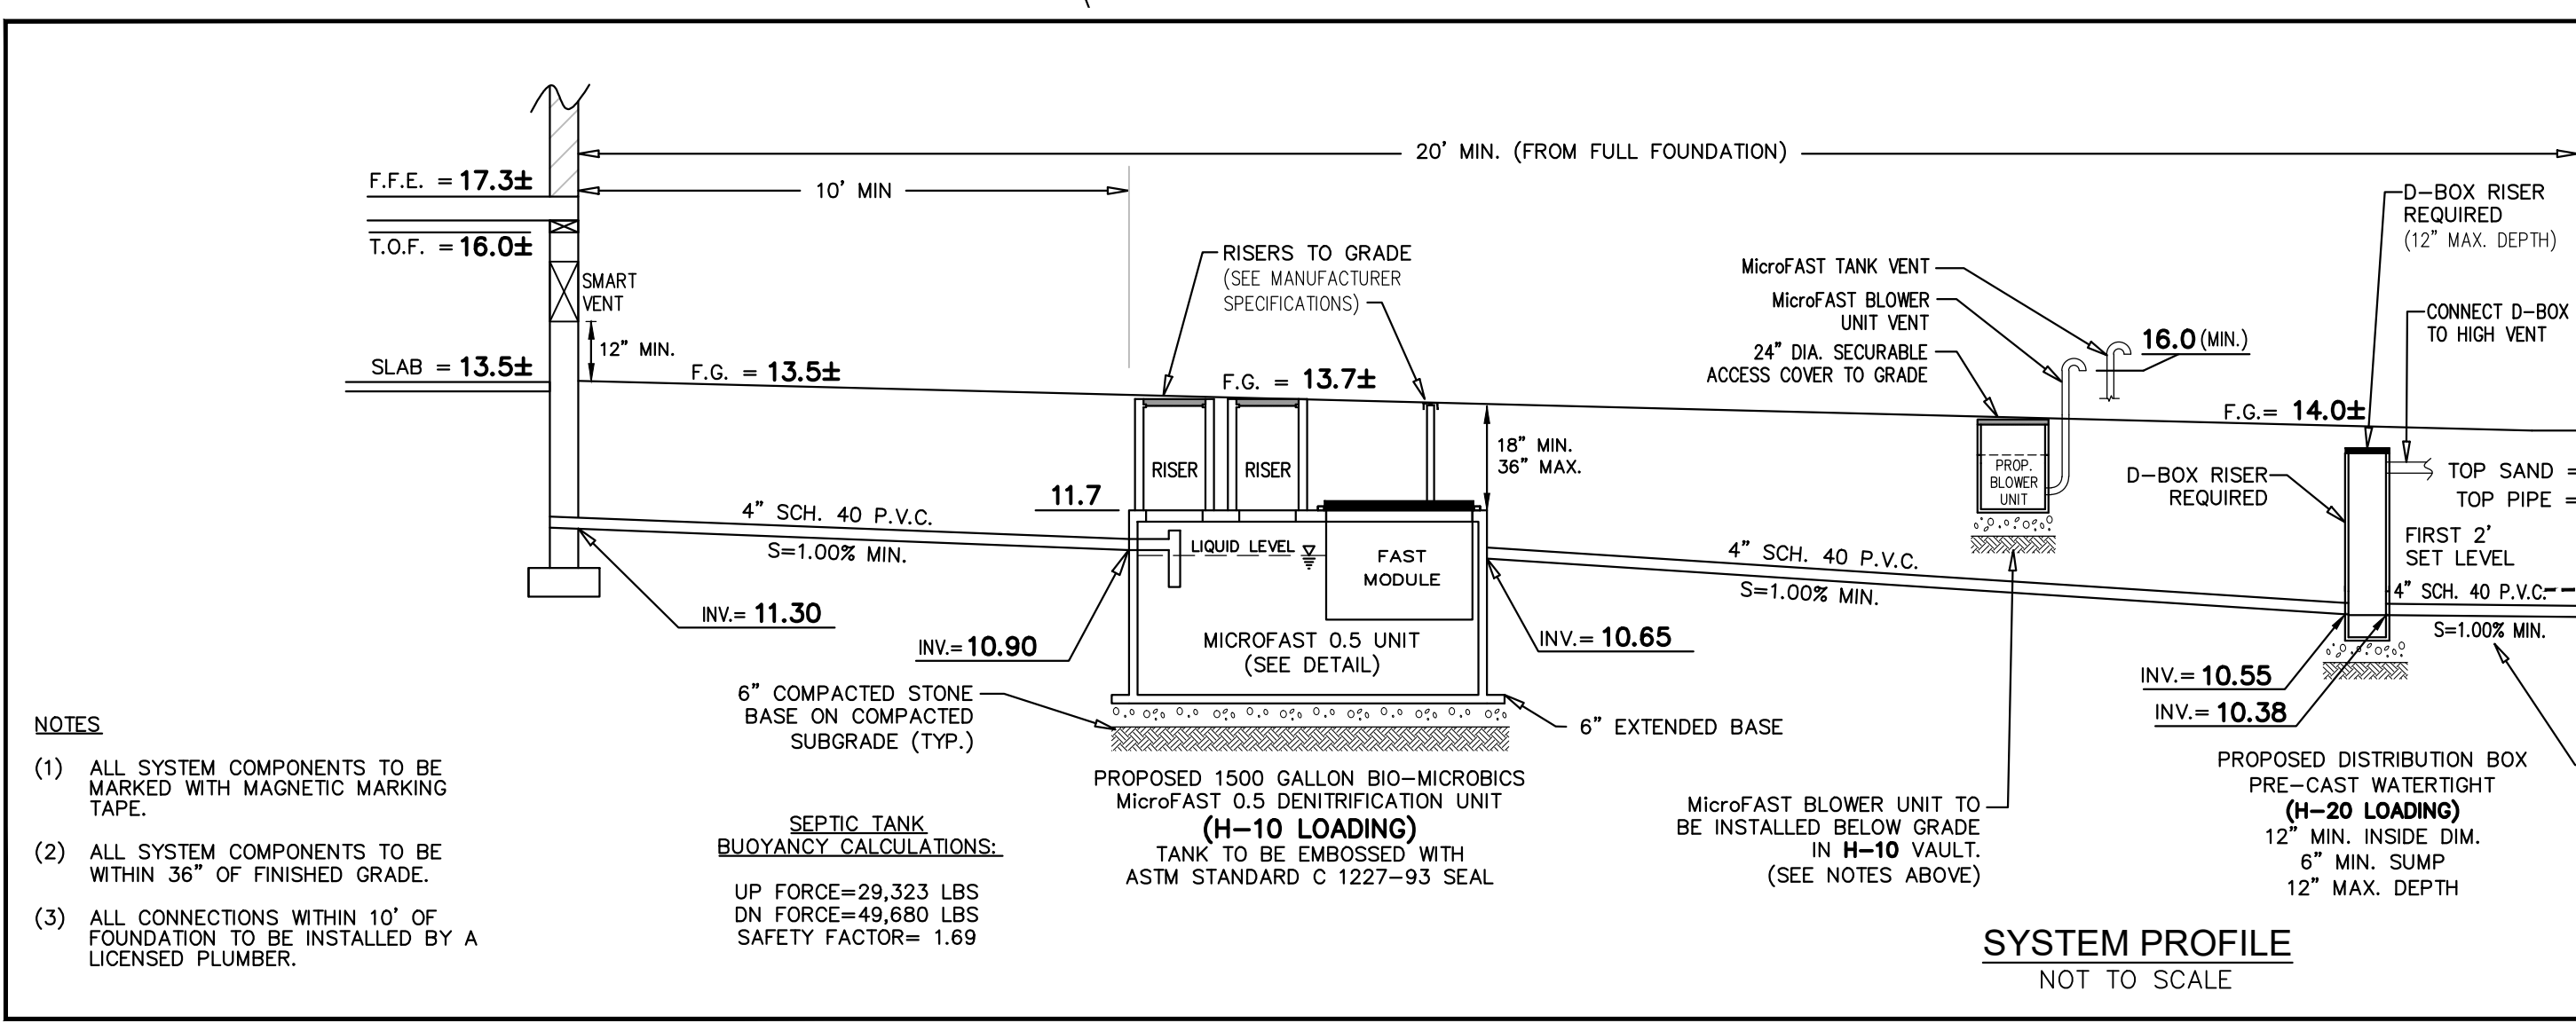 20' MIN. (FROM FULL FOUNDATION)
10' MIN
F.F.E. = 17.3±
T.O.F. = 16.0±
SMART
VENT
12" MIN.
SLAB = 13.5±
F.G. = 13.5±
RISERS TO GRADE
(SEE MANUFACTURER
SPECIFICATIONS)
F.G. = 13.7±
18" MIN.
36" MAX.
RISER
RISER
11.7
4" SCH. 40 P.V.C.
S=1.00% MIN.
LIQUID LEVEL
FAST
MODULE
INV.= 11.30
INV.= 10.90
MICROFAST 0.5 UNIT
(SEE DETAIL)
INV.= 10.65
6" COMPACTED STONE
BASE ON COMPACTED
SUBGRADE (TYP.)
6" EXTENDED BASE
MicroFAST TANK VENT
MicroFAST BLOWER
UNIT VENT
24" DIA. SECURABLE
ACCESS COVER TO GRADE
16.0 (MIN.)
D-BOX RISER
REQUIRED
(12" MAX. DEPTH)
CONNECT D-BOX
TO HIGH VENT
F.G.= 14.0±
PROP.
BLOWER
UNIT
D-BOX RISER
REQUIRED
TOP SAND =
TOP PIPE =
FIRST 2'
SET LEVEL
4" SCH. 40 P.V.C.
S=1.00% MIN.
4" SCH. 40 P.V.C.
S=1.00% MIN.
INV.= 10.55
INV.= 10.38
NOTES
(1) ALL SYSTEM COMPONENTS TO BE
MARKED WITH MAGNETIC MARKING
TAPE.
(2) ALL SYSTEM COMPONENTS TO BE
WITHIN 36" OF FINISHED GRADE.
(3) ALL CONNECTIONS WITHIN 10' OF
FOUNDATION TO BE INSTALLED BY A
LICENSED PLUMBER.
SEPTIC TANK
BUOYANCY CALCULATIONS:
UP FORCE=29,323 LBS
DN FORCE=49,680 LBS
SAFETY FACTOR= 1.69
PROPOSED 1500 GALLON BIO-MICROBICS
MicroFAST 0.5 DENITRIFICATION UNIT
(H-10 LOADING)
TANK TO BE EMBOSSED WITH
ASTM STANDARD C 1227-93 SEAL
MicroFAST BLOWER UNIT TO
BE INSTALLED BELOW GRADE
IN H-10 VAULT.
(SEE NOTES ABOVE)
PROPOSED DISTRIBUTION BOX
PRE-CAST WATERTIGHT
(H-20 LOADING)
12" MIN. INSIDE DIM.
6" MIN. SUMP
12" MAX. DEPTH
SYSTEM PROFILE
NOT TO SCALE